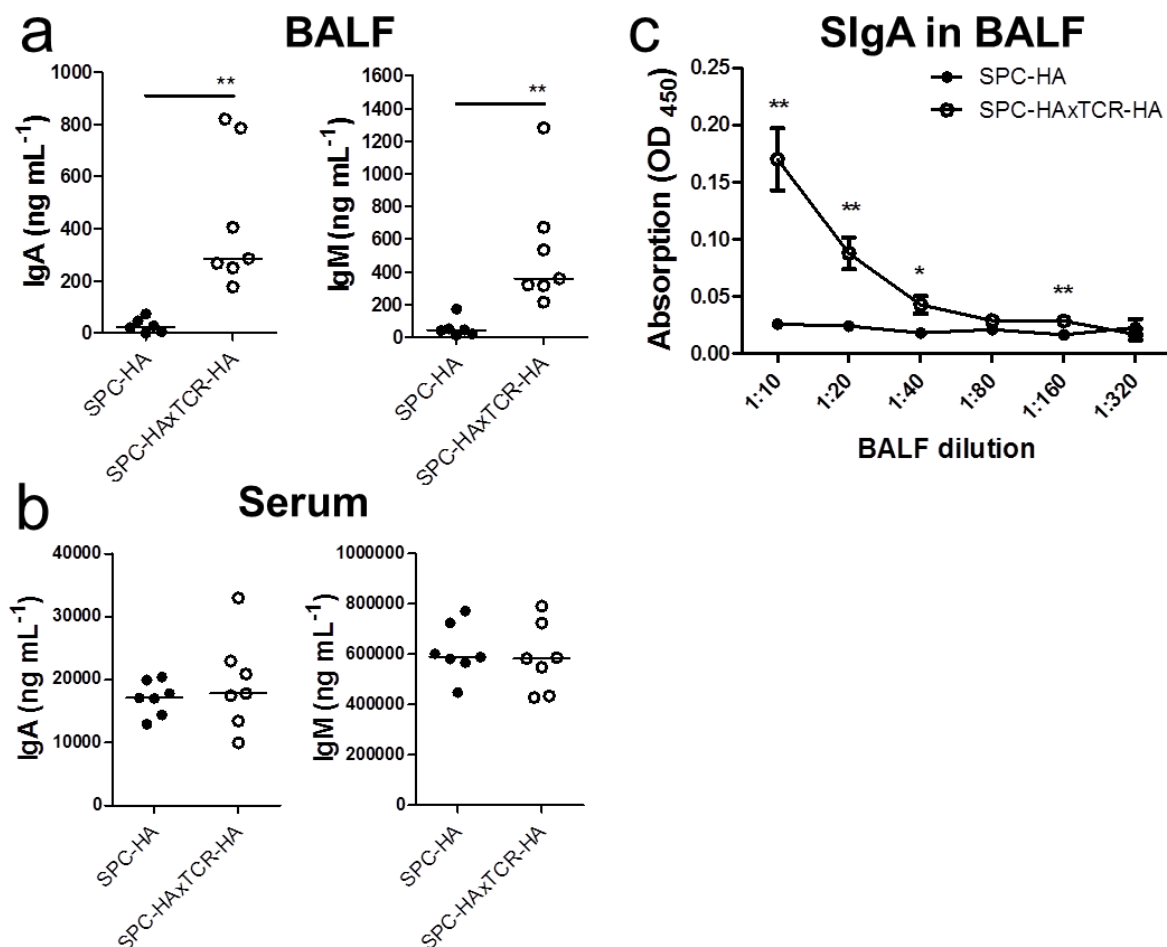 a
BALF
IgA (ng mL⁻¹)
1000
800
600
400
200
0
**
SPC-HA
SPC-HAxTCR-HA
IgM (ng mL⁻¹)
1600
1400
1200
1000
800
600
400
200
0
**
SPC-HA
SPC-HAxTCR-HA
c
SIgA in BALF
Absorption (OD 450)
0.25
0.20
0.15
0.10
0.05
0.00
SPC-HA
SPC-HAxTCR-HA
**
**
*
**
1:10
1:20
1:40
1:80
1:160
1:320
BALF dilution
b
Serum
IgA (ng mL⁻¹)
40000
30000
20000
10000
0
SPC-HA
SPC-HAxTCR-HA
IgM (ng mL⁻¹)
1000000
800000
600000
400000
200000
0
SPC-HA
SPC-HAxTCR-HA